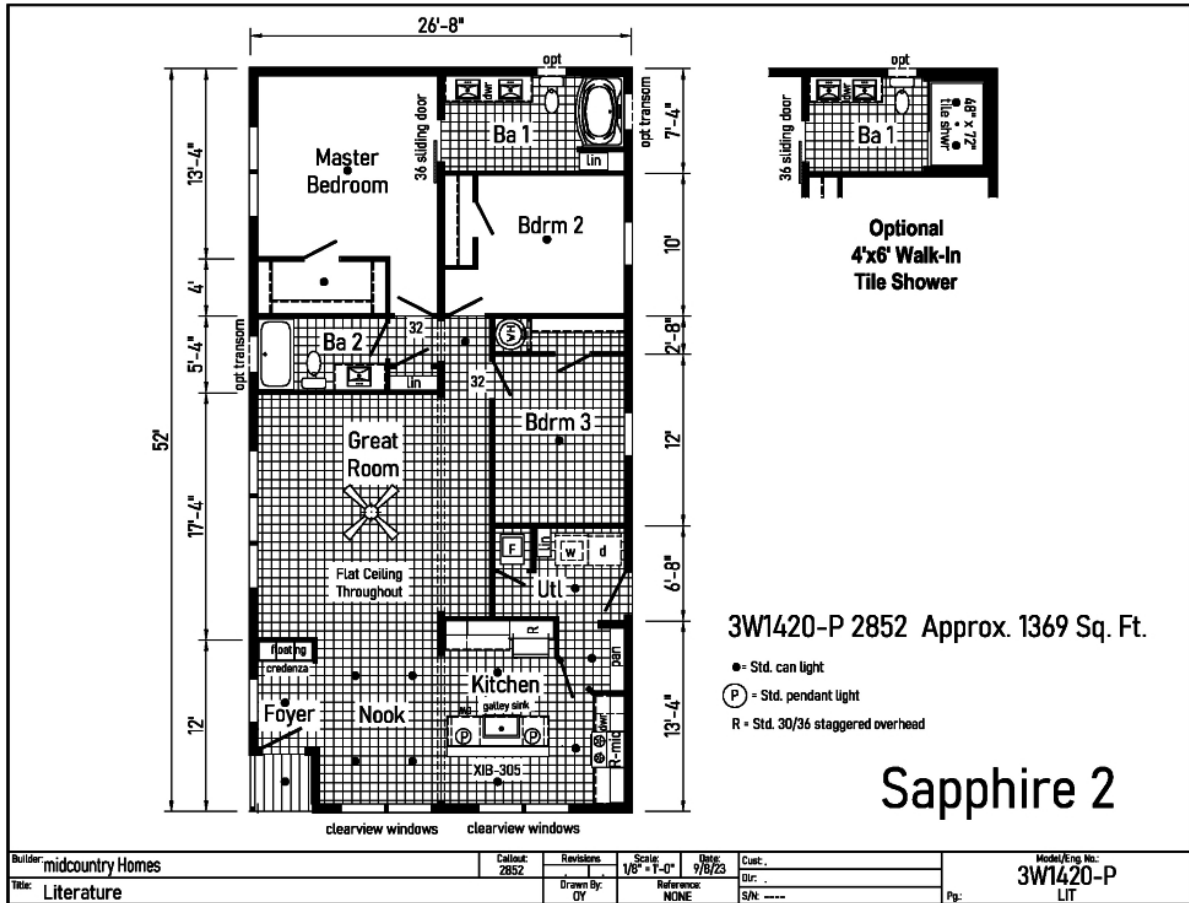 26'-8"
opt
opt
36 sliding door
dwr
Ba 1
lin
opt transom
7'-4"
36 sliding door
dwr
Ba 1
48" x 72"
tile shwr
13'-4"
Master
Bedroom
Bdrm 2
10'
Optional
4'x6' Walk-In
Tile Shower
4'
opt transom
5'-4"
Ba 2
32
lin
WH
2'-8"
32
52'
Great
Room
Bdrm 3
12'
17'-4"
Flat Ceiling
Throughout
F
lin
w
d
Utl
6'-8"
3W1420-P 2852 Approx. 1369 Sq. Ft.
floating
credenza
R
pan
= Std. can light
P = Std. pendant light
R = Std. 30/36 staggered overhead
12'
Foyer
Nook
Kitchen
galley sink
P
P
XIB-305
dwr
R-mic
13'-4"
Sapphire 2
clearview windows
clearview windows
Builder: midcountry Homes
Callout: 2852
Revisions
Scale: 1/8" = 1'-0"
Date: 9/8/23
Cust: .
Dlr: .
S/N: ----
Model/Eng. No.: 3W1420-P
Title: Literature
Drawn By: OY
Reference: NONE
Pg.: LIT